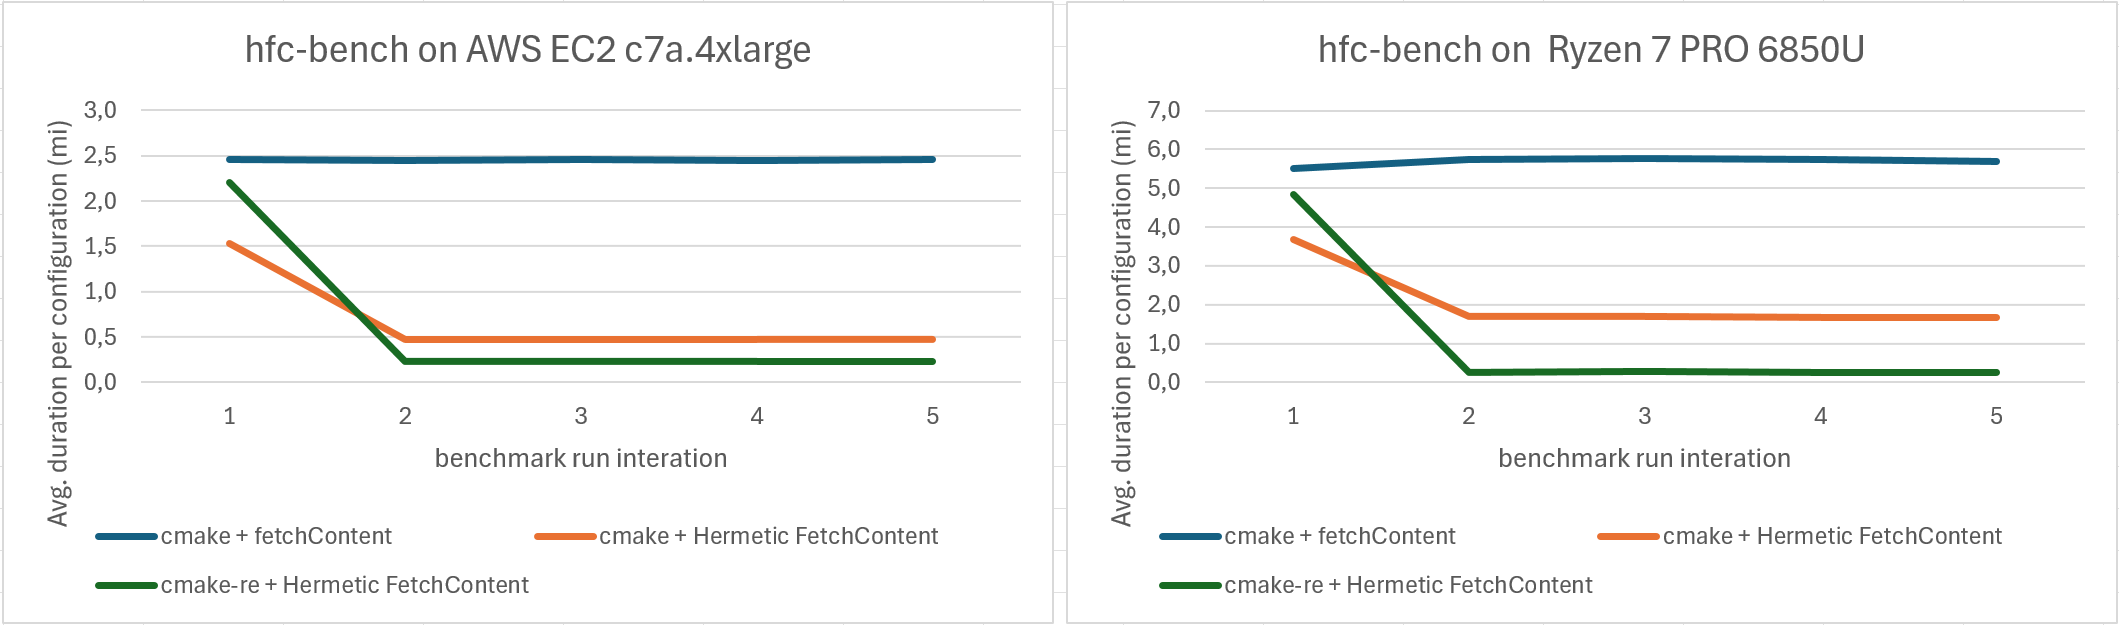 hfc-bench on AWS EC2 c7a.4xlarge
Avg. duration per configuration (mi)
3,0
2,5
2,0
1,5
1,0
0,5
0,0
1 2 3 4 5
benchmark run interation
cmake + fetchContent
cmake + Hermetic FetchContent
cmake-re + Hermetic FetchContent
hfc-bench on  Ryzen 7 PRO 6850U
Avg. duration per configuration (mi)
7,0
6,0
5,0
4,0
3,0
2,0
1,0
0,0
1 2 3 4 5
benchmark run interation
cmake + fetchContent
cmake + Hermetic FetchContent
cmake-re + Hermetic FetchContent